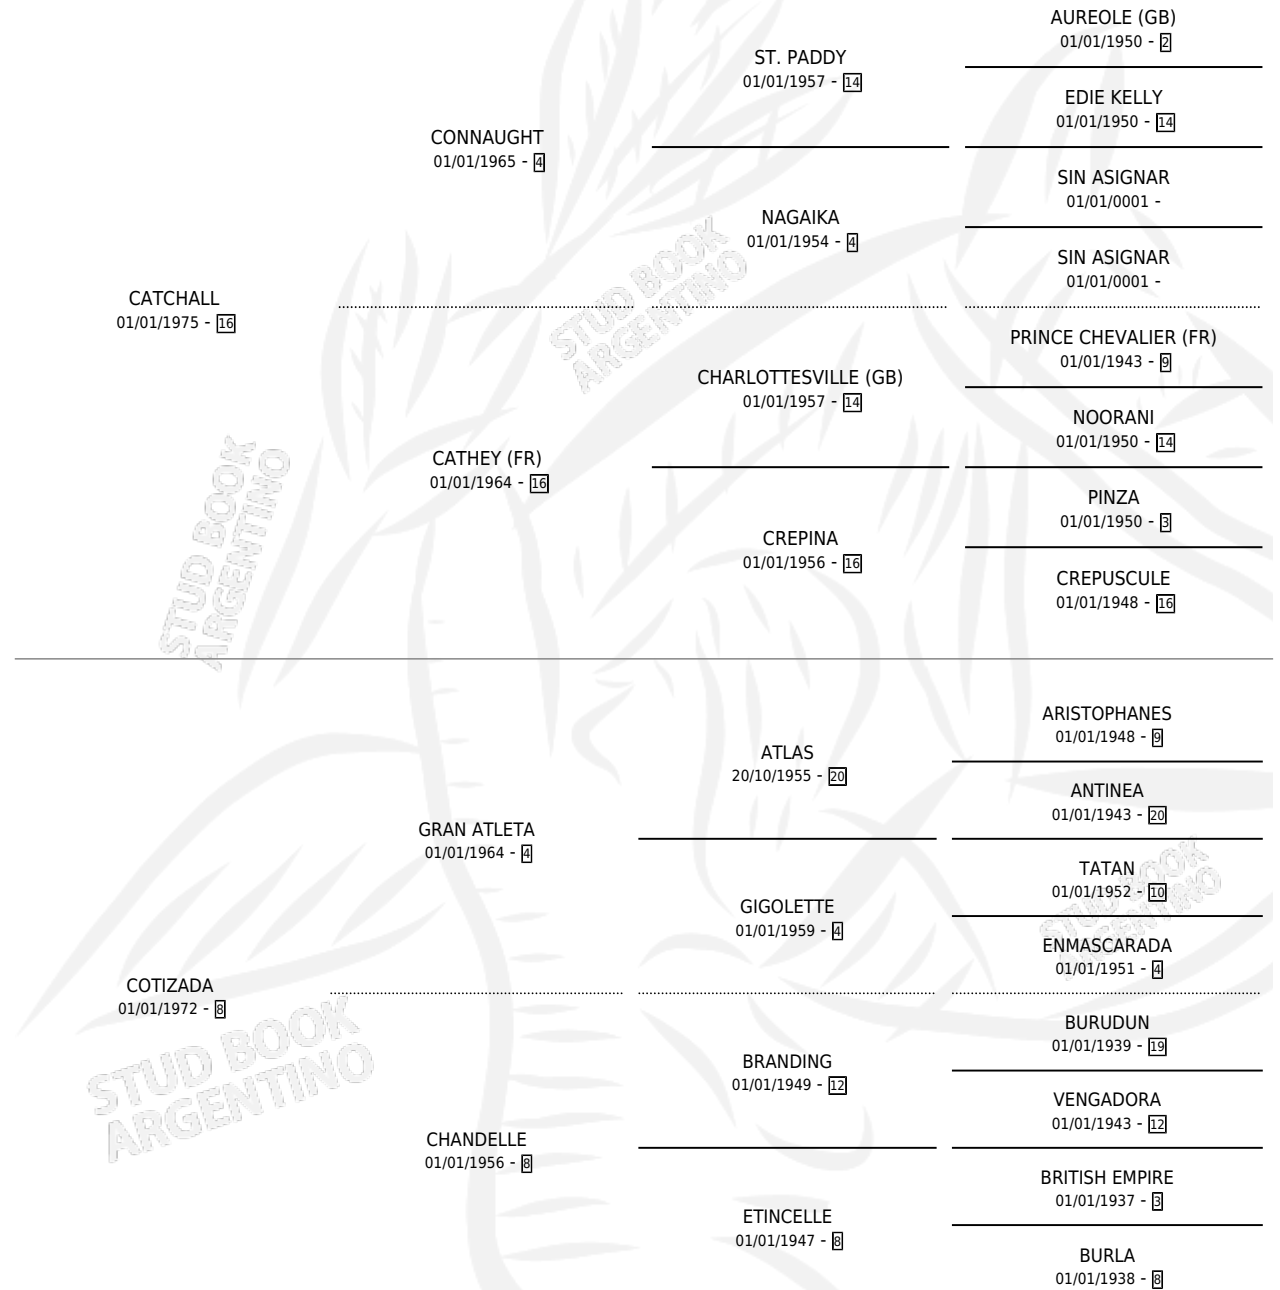 AUREOLE (GB)
01/01/1950 - 2
ST. PADDY
01/01/1957 - 14
EDIE KELLY
01/01/1950 - 14
CONNAUGHT
01/01/1965 - 4
SIN ASIGNAR
01/01/0001 -
NAGAIKA
01/01/1954 - 4
SIN ASIGNAR
01/01/0001 -
CATCHALL
01/01/1975 - 16
STUD BOOK
ARGENTINO
PRINCE CHEVALIER (FR)
01/01/1943 - 9
CHARLOTTESVILLE (GB)
01/01/1957 - 14
NOORANI
01/01/1950 - 14
CATHEY (FR)
01/01/1964 - 16
PINZA
01/01/1950 - 3
CREPINA
01/01/1956 - 16
CREPUSCULE
01/01/1948 - 16
STUD BOOK
ARGENTINO
ARISTOPHANES
01/01/1948 - 9
ATLAS
20/10/1955 - 20
ANTINEA
01/01/1943 - 20
GRAN ATLETA
01/01/1964 - 4
TATAN
01/01/1952 - 10
GIGOLETTE
01/01/1959 - 4
STUD BOOK
ARGENTINO
ENMASCARADA
01/01/1951 - 4
COTIZADA
01/01/1972 - 8
STUD BOOK
ARGENTINO
BURUDUN
01/01/1939 - 19
BRANDING
01/01/1949 - 12
VENGADORA
01/01/1943 - 12
CHANDELLE
01/01/1956 - 8
BRITISH EMPIRE
01/01/1937 - 3
ETINCELLE
01/01/1947 - 8
BURLA
01/01/1938 - 8